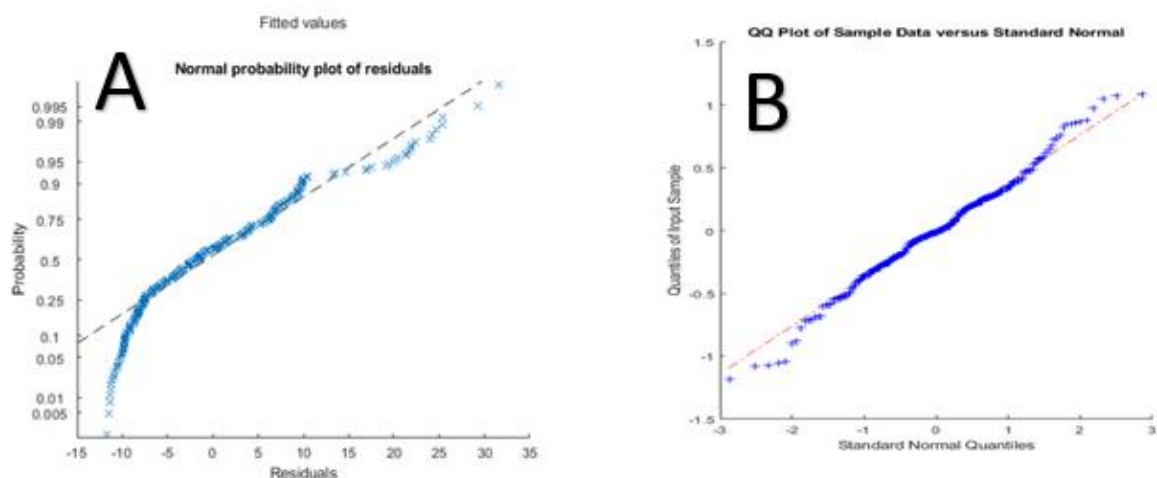 Fitted values
A
Normal probability plot of residuals
Probability
0.995
0.99
0.95
0.9
0.75
0.5
0.25
0.1
0.05
0.01
0.005
-15 -10 -5 0 5 10 15 20 25 30 35
Residuals
QQ Plot of Sample Data versus Standard Normal
B
Quantiles of Input Sample
1.5
1
0.5
0
-0.5
-1
-1.5
-3 -2 -1 0 1 2 3
Standard Normal Quantiles